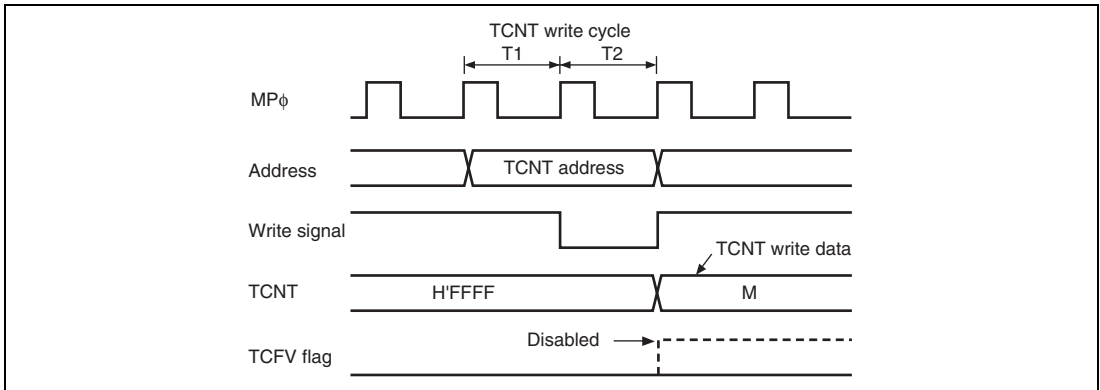 TCNT write cycle
T1 T2
MPϕ
Address TCNT address
Write signal
TCNT write data
TCNT H'FFFF M
Disabled
TCFV flag